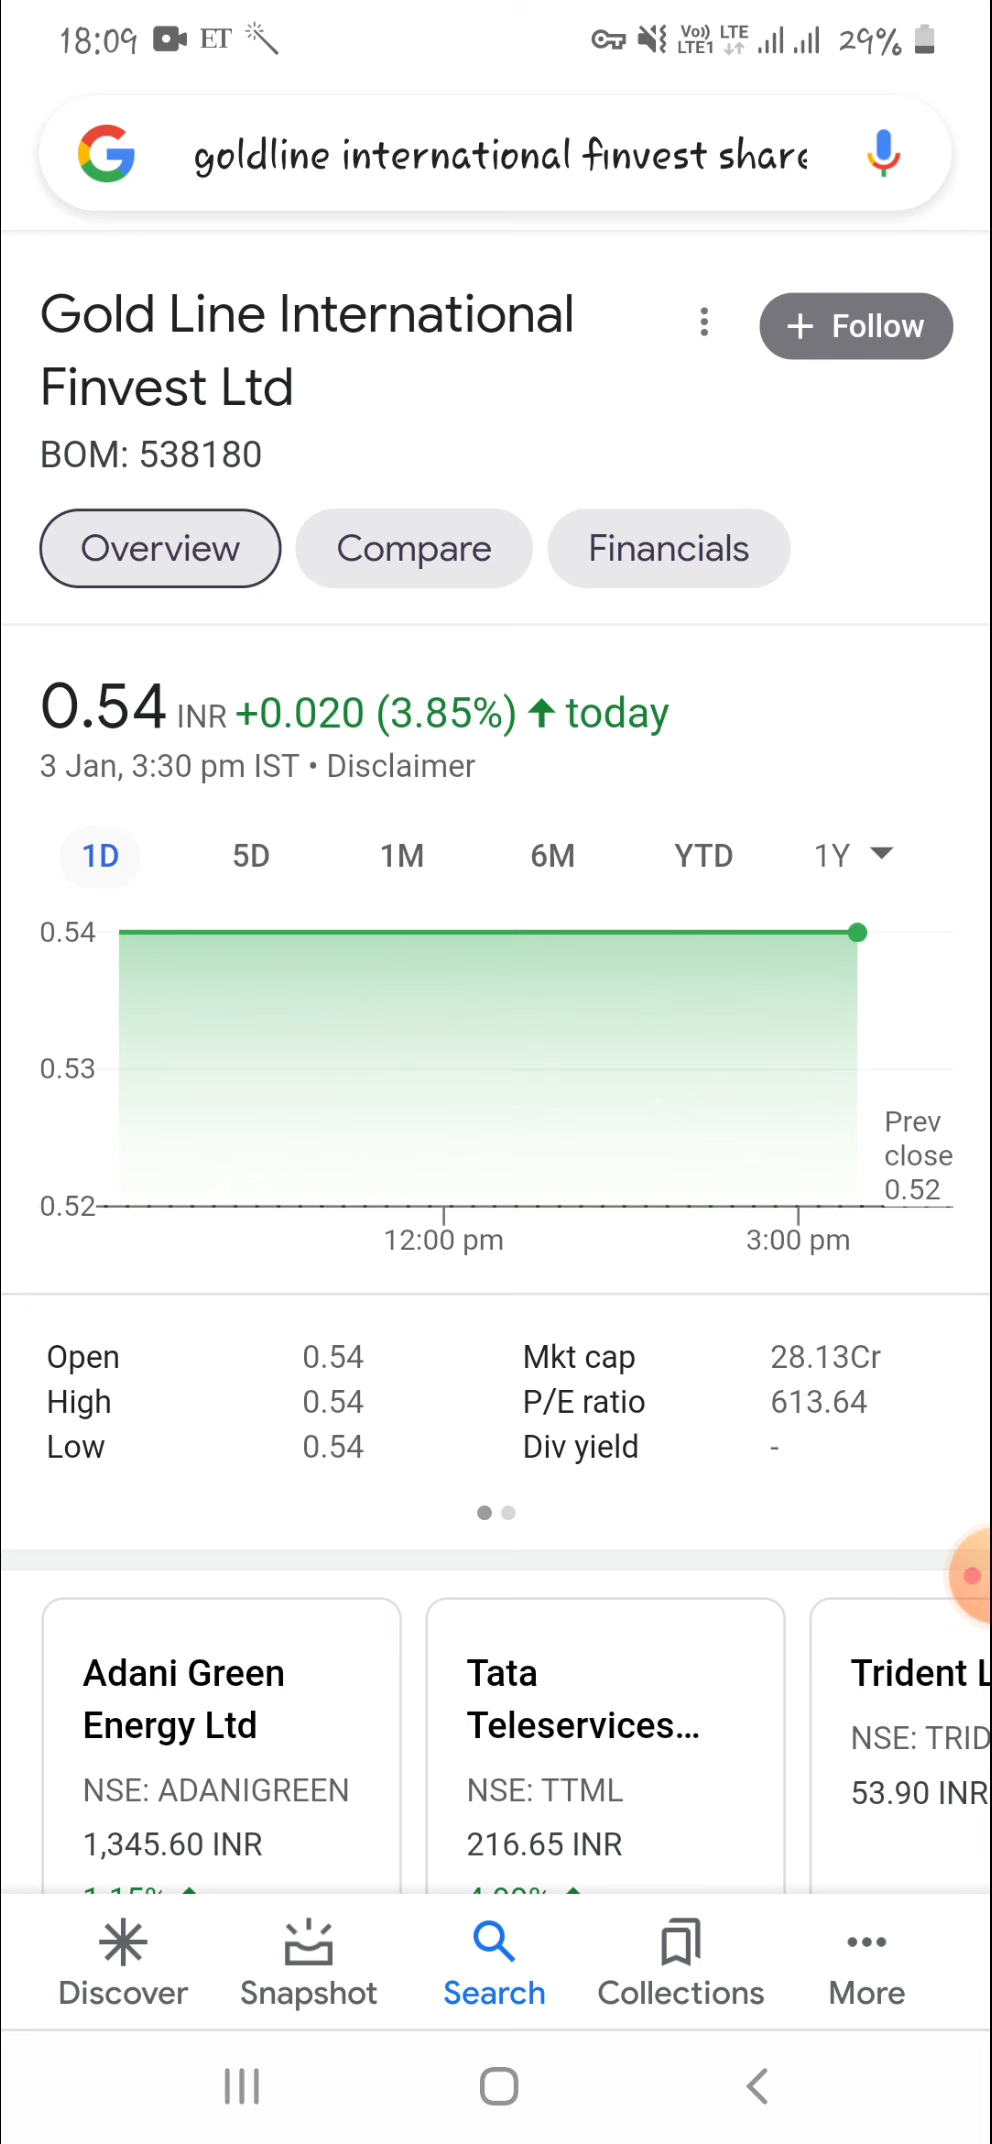 18:09 ET Vo)) LTE1 LTE 29%
goldline international finvest share
Gold Line International
Finvest Ltd
+ Follow
BOM: 538180
Overview Compare Financials
0.54 INR +0.020 (3.85%) ↑ today
3 Jan, 3:30 pm IST • Disclaimer
1D 5D 1M 6M YTD 1Y
0.54
0.53
Prev
close
0.52
0.52
12:00 pm 3:00 pm
Open 0.54 Mkt cap 28.13Cr
High 0.54 P/E ratio 613.64
Low 0.54 Div yield -
Adani Green
Energy Ltd
NSE: ADANIGREEN
1,345.60 INR
Tata
Teleservices...
NSE: TTML
216.65 INR
Trident L
NSE: TRID
53.90 INR
Discover Snapshot Search Collections More